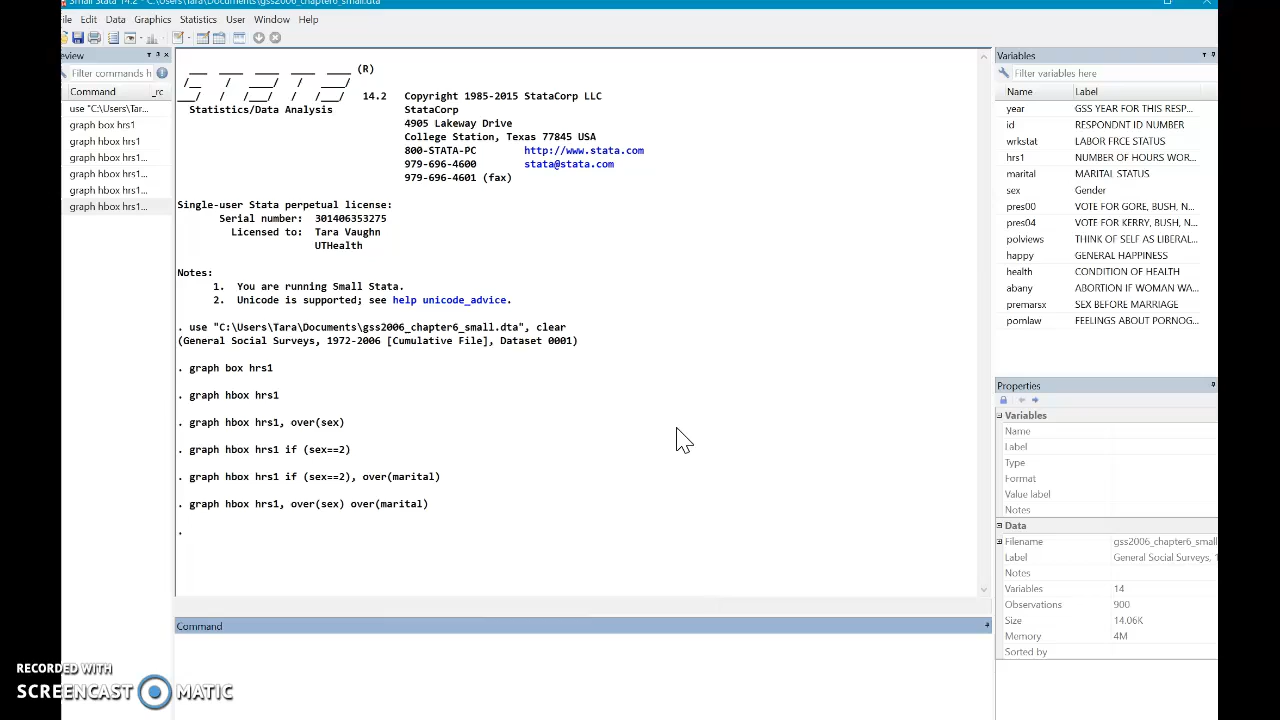 Small Stata 14.2 - C:\Users\Tara\Documents\gss2006_chapter6_small.dta
Edit Data Graphics Statistics User Window Help
Filter commands h
Command _rc
use "C:\Users\Tar...
graph box hrs1
graph hbox hrs1
graph hbox hrs1...
graph hbox hrs1...
graph hbox hrs1...
graph hbox hrs1...
(R)
14.2 Copyright 1985-2015 StataCorp LLC
Statistics/Data Analysis StataCorp
4905 Lakeway Drive
College Station, Texas 77845 USA
800-STATA-PC http://www.stata.com
979-696-4600 stata@stata.com
979-696-4601 (fax)
Single-user Stata perpetual license:
Serial number: 301406353275
Licensed to: Tara Vaughn
UTHealth
Notes:
1. You are running Small Stata.
2. Unicode is supported; see help unicode_advice.
. use "C:\Users\Tara\Documents\gss2006_chapter6_small.dta", clear
(General Social Surveys, 1972-2006 [Cumulative File], Dataset 0001)
. graph box hrs1
. graph hbox hrs1
. graph hbox hrs1, over(sex)
. graph hbox hrs1 if (sex==2)
. graph hbox hrs1 if (sex==2), over(marital)
. graph hbox hrs1, over(sex) over(marital)
.
Command
Variables
Filter variables here
Name Label
year GSS YEAR FOR THIS RESP...
id RESPONDNT ID NUMBER
wrkstat LABOR FRCE STATUS
hrs1 NUMBER OF HOURS WOR...
marital MARITAL STATUS
sex Gender
pres00 VOTE FOR GORE, BUSH, N...
pres04 VOTE FOR KERRY, BUSH, N...
polviews THINK OF SELF AS LIBERAL...
happy GENERAL HAPPINESS
health CONDITION OF HEALTH
abany ABORTION IF WOMAN WA...
premarsx SEX BEFORE MARRIAGE
pornlaw FEELINGS ABOUT PORNOG...
Properties
Variables
Name
Label
Type
Format
Value label
Notes
Data
Filename gss2006_chapter6_small
Label General Social Surveys, 1
Notes
Variables 14
Observations 900
Size 14.06K
Memory 4M
Sorted by
RECORDED WITH
SCREENCAST MATIC